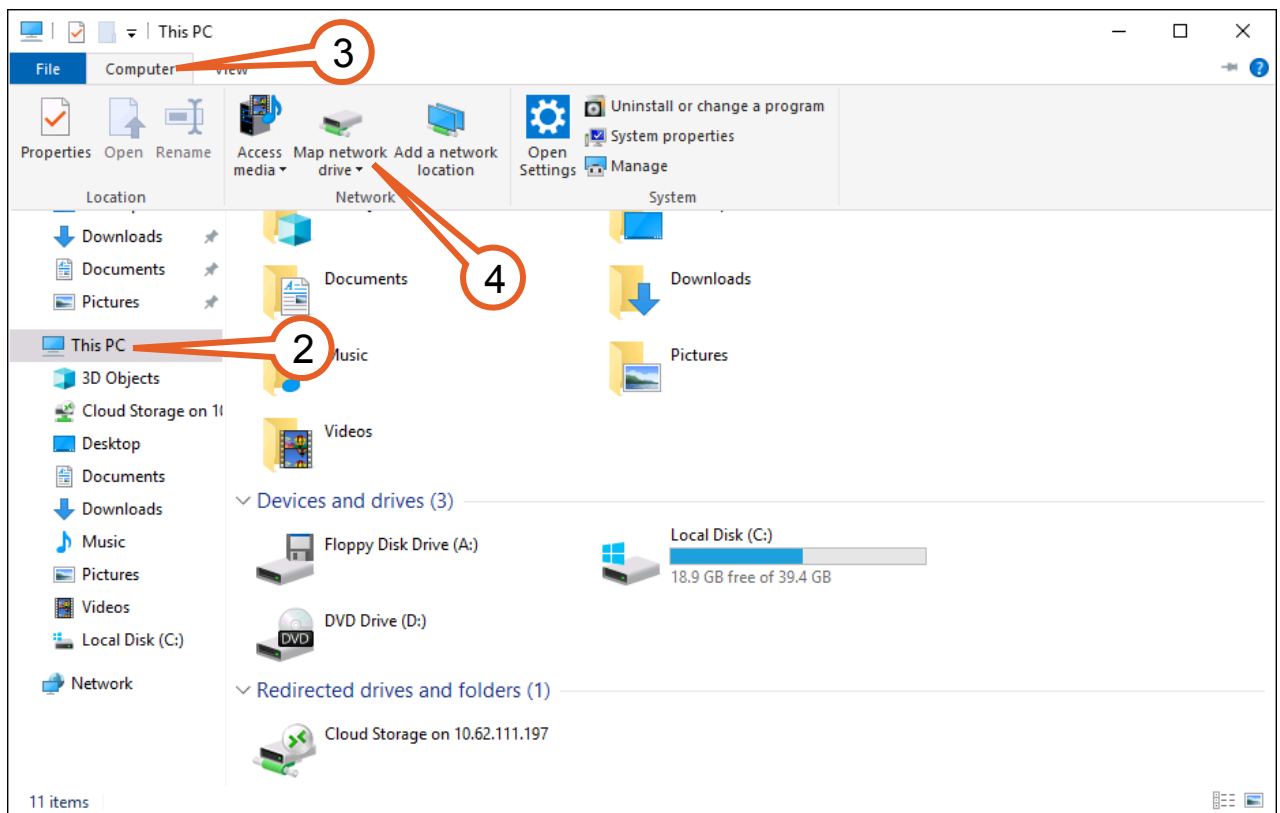 This PC
3
File Computer View
Properties Open Rename
Access media Map network drive Add a network location
Open Settings
Uninstall or change a program
System properties
Manage
Location Network System
Downloads
Documents
Pictures
This PC
3D Objects
Cloud Storage on 10
Desktop
Documents
Downloads
Music
Pictures
Videos
Local Disk (C:)
Network
4
2
Documents
Downloads
Music
Pictures
Videos
Devices and drives (3)
Floppy Disk Drive (A:)
Local Disk (C:)
18.9 GB free of 39.4 GB
DVD
DVD Drive (D:)
Redirected drives and folders (1)
Cloud Storage on 10.62.111.197
11 items